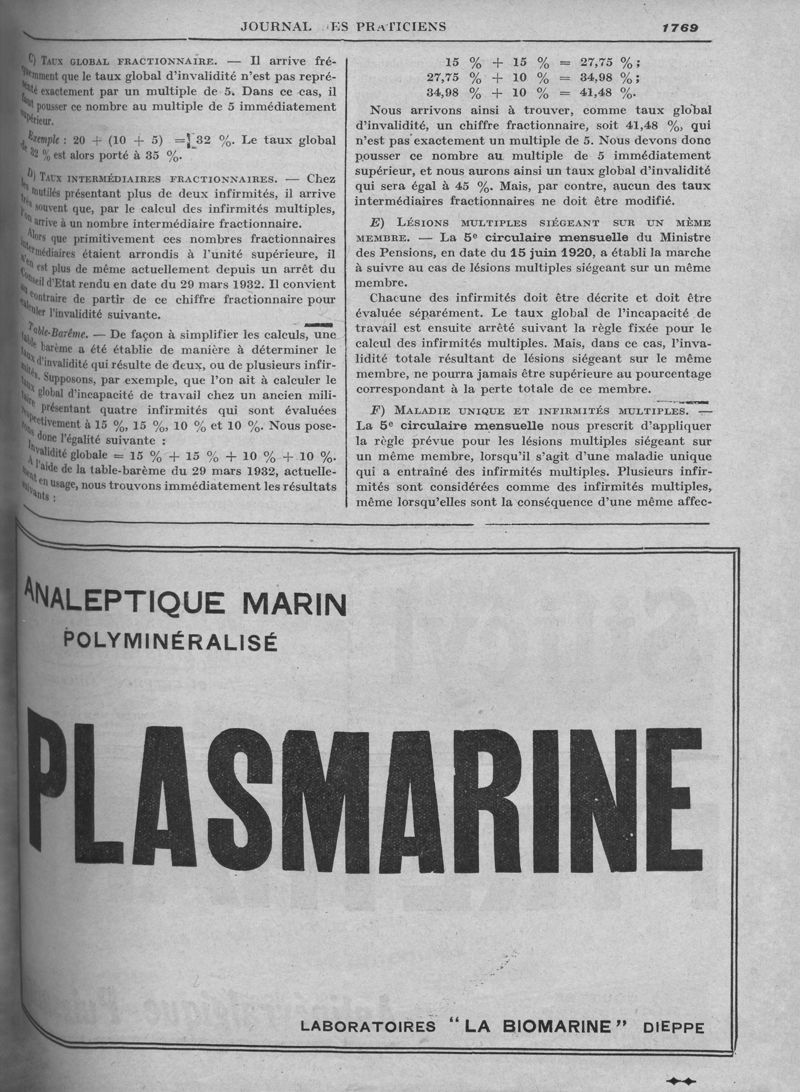 JOURNAL DES PRATICIENS
1769
C) TAUX GLOBAL FRACTIONNAIRE. — Il arrive fré-
quemment que le taux global d'invalidité n'est pas repré-
senté exactement par un multiple de 5. Dans ce cas, il
faut pousser ce nombre au multiple de 5 immédiatement
supérieur.
Exemple : 20 + (10 + 5) = 32 %. Le taux global
de 32 % est alors porté à 35 %.
D) TAUX INTERMÉDIAIRES FRACTIONNAIRES. — Chez
mutilés présentant plus de deux infirmités, il arrive
souvent que, par le calcul des infirmités multiples,
arrive à un nombre intermédiaire fractionnaire.
Alors que primitivement ces nombres fractionnaires
intermédiaires étaient arrondis à l'unité supérieure, il
n'en est plus de même actuellement depuis un arrêt du
Conseil d'Etat rendu en date du 29 mars 1932. Il convient
au contraire de partir de ce chiffre fractionnaire pour
calculer l'invalidité suivante.
Table-Barème. — De façon à simplifier les calculs, une
table barème a été établie de manière à déterminer le
taux d'invalidité qui résulte de deux, ou de plusieurs infir-
mités. Supposons, par exemple, que l'on ait à calculer le
taux global d'incapacité de travail chez un ancien mili-
taire présentant quatre infirmités qui sont évaluées
respectivement à 15 %, 15 %, 10 % et 10 %. Nous pose-
rons donc l'égalité suivante :
Invalidité globale = 15 % + 15 % + 10 % + 10 %.
A l'aide de la table-barème du 29 mars 1932, actuelle-
ment en usage, nous trouvons immédiatement les résultats
suivants :
15 % + 15 % = 27,75 % ;
27,75 % + 10 % = 34,98 % ;
34,98 % + 10 % = 41,48 %.
Nous arrivons ainsi à trouver, comme taux global
d'invalidité, un chiffre fractionnaire, soit 41,48 %, qui
n'est pas exactement un multiple de 5. Nous devons donc
pousser ce nombre au multiple de 5 immédiatement
supérieur, et nous aurons ainsi un taux global d'invalidité
qui sera égal à 45 %. Mais, par contre, aucun des taux
intermédiaires fractionnaires ne doit être modifié.
E) LÉSIONS MULTIPLES SIÉGEANT SUR UN MÊME
MEMBRE. — La 5e circulaire mensuelle du Ministre
des Pensions, en date du 15 juin 1920, a établi la marche
à suivre au cas de lésions multiples siégeant sur un même
membre.
Chacune des infirmités doit être décrite et doit être
évaluée séparément. Le taux global de l'incapacité de
travail est ensuite arrêté suivant la règle fixée pour le
calcul des infirmités multiples. Mais, dans ce cas, l'inva-
lidité totale résultant de lésions siégeant sur le même
membre, ne pourra jamais être supérieure au pourcentage
correspondant à la perte totale de ce membre.
F) MALADIE UNIQUE ET INFIRMITÉS MULTIPLES. —
La 5e circulaire mensuelle nous prescrit d'appliquer
la règle prévue pour les lésions multiples siégeant sur
un même membre, lorsqu'il s'agit d'une maladie unique
qui a entraîné des infirmités multiples. Plusieurs infir-
mités sont considérées comme des infirmités multiples,
même lorsqu'elles sont la conséquence d'une même affec-
ANALEPTIQUE MARIN
POLYMINÉRALISÉ
PLASMARINE
LABORATOIRES "LA BIOMARINE" DIEPPE